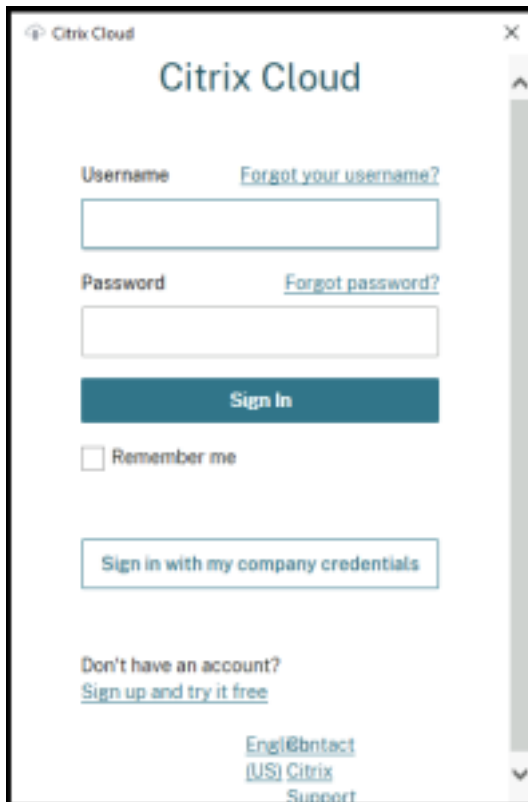 Citrix Cloud
Citrix Cloud
Username Forgot your username?
Password Forgot password?
Sign In
Remember me
Sign in with my company credentials
Don't have an account?
Sign up and try it free
English Contact
(US) Citrix
Support